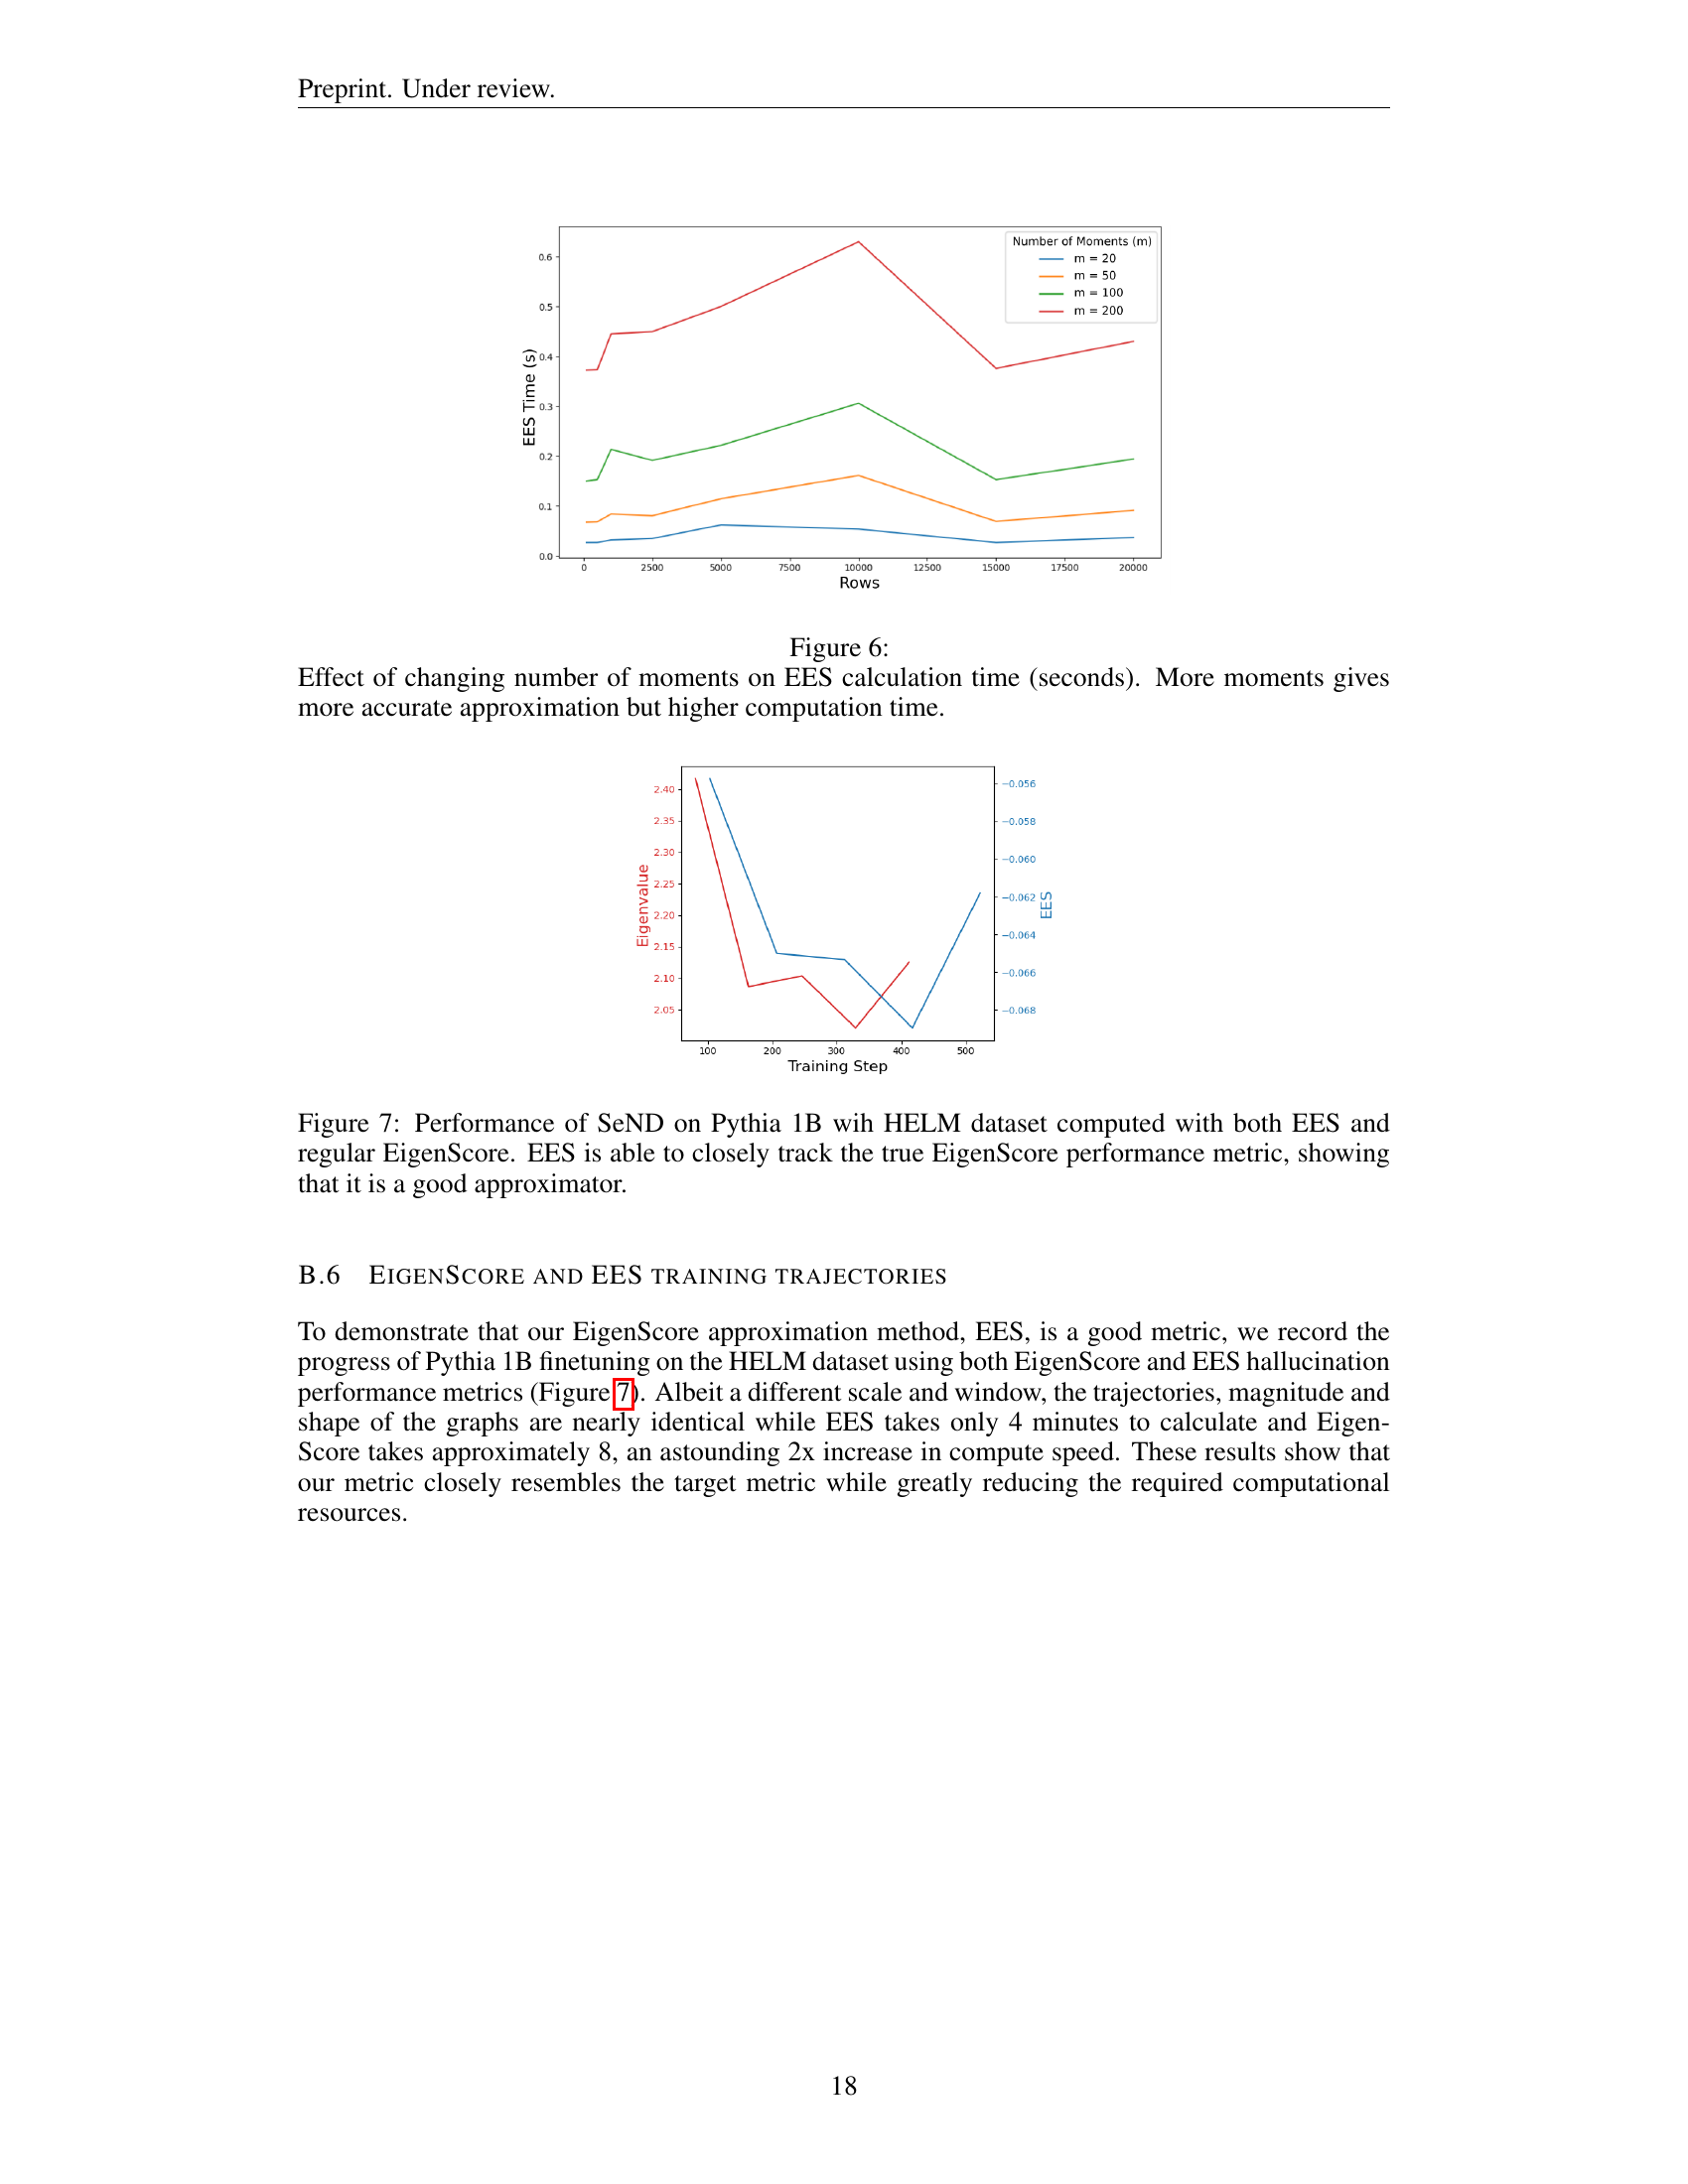 Preprint. Under review.
Number of Moments (m)
m = 20
m = 50
m = 100
m = 200
EES Time (s)
0.6
0.5
0.4
0.3
0.2
0.1
0.0
0 2500 5000 7500 10000 12500 15000 17500 20000
Rows
Figure 6:
Effect of changing number of moments on EES calculation time (seconds). More moments gives
more accurate approximation but higher computation time.
Eigenvalue
2.40
2.35
2.30
2.25
2.20
2.15
2.10
2.05
−0.056
−0.058
−0.060
−0.062
−0.064
−0.066
−0.068
EES
100 200 300 400 500
Training Step
Figure 7: Performance of SeND on Pythia 1B wih HELM dataset computed with both EES and
regular EigenScore. EES is able to closely track the true EigenScore performance metric, showing
that it is a good approximator.
B.6 EIGENSCORE AND EES TRAINING TRAJECTORIES
To demonstrate that our EigenScore approximation method, EES, is a good metric, we record the
progress of Pythia 1B finetuning on the HELM dataset using both EigenScore and EES hallucination
performance metrics (Figure 7). Albeit a different scale and window, the trajectories, magnitude and
shape of the graphs are nearly identical while EES takes only 4 minutes to calculate and Eigen-
Score takes approximately 8, an astounding 2x increase in compute speed. These results show that
our metric closely resembles the target metric while greatly reducing the required computational
resources.
18